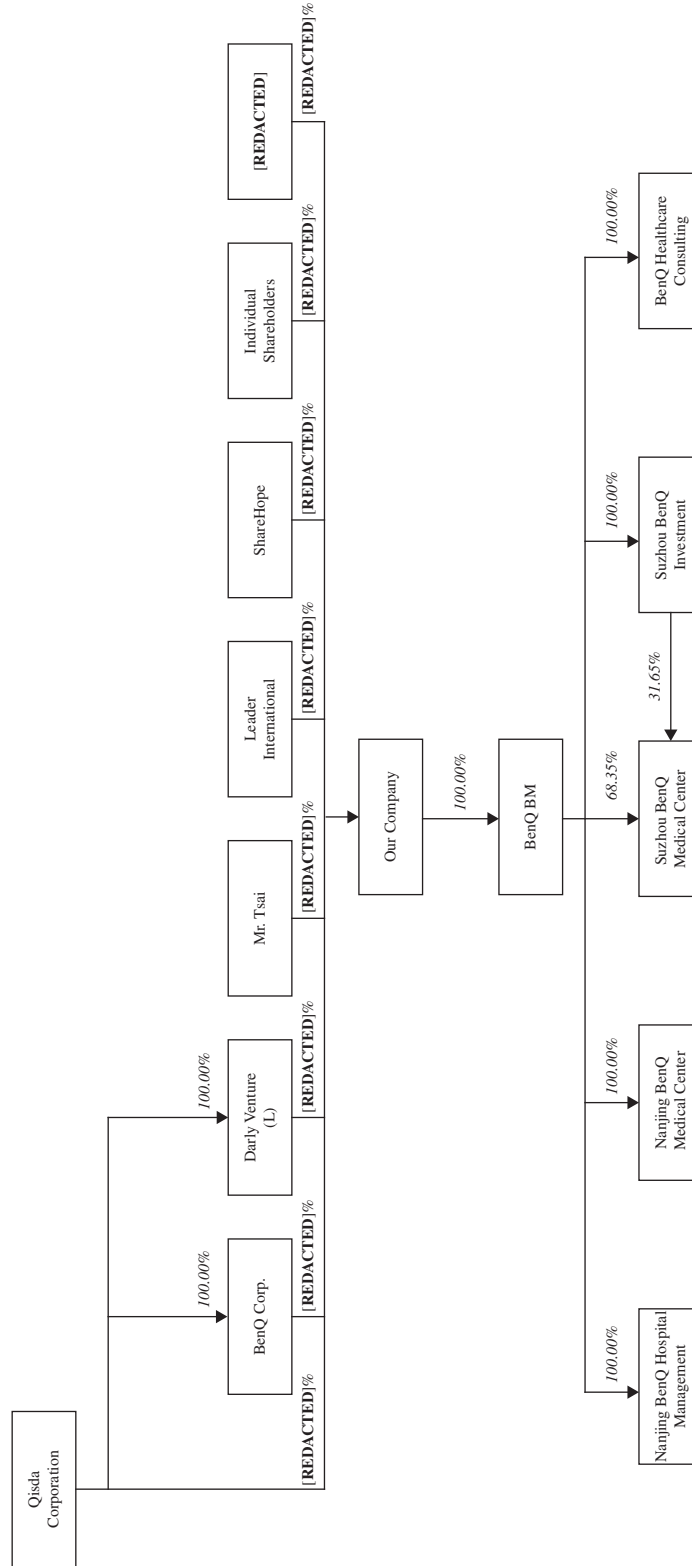 Qisda
Corporation
100.00%
100.00%
BenQ Corp.
Darly Venture
(L)
Mr. Tsai
Leader
International
ShareHope
Individual
Shareholders
[REDACTED]
[REDACTED]%
[REDACTED]%
[REDACTED]%
[REDACTED]%
[REDACTED]%
[REDACTED]%
[REDACTED]%
[REDACTED]%
Our Company
100.00%
BenQ BM
100.00%
100.00%
68.35%
100.00%
100.00%
Nanjing BenQ Hospital
Management
Nanjing BenQ
Medical Center
Suzhou BenQ
Medical Center
31.65%
Suzhou BenQ
Investment
BenQ Healthcare
Consulting